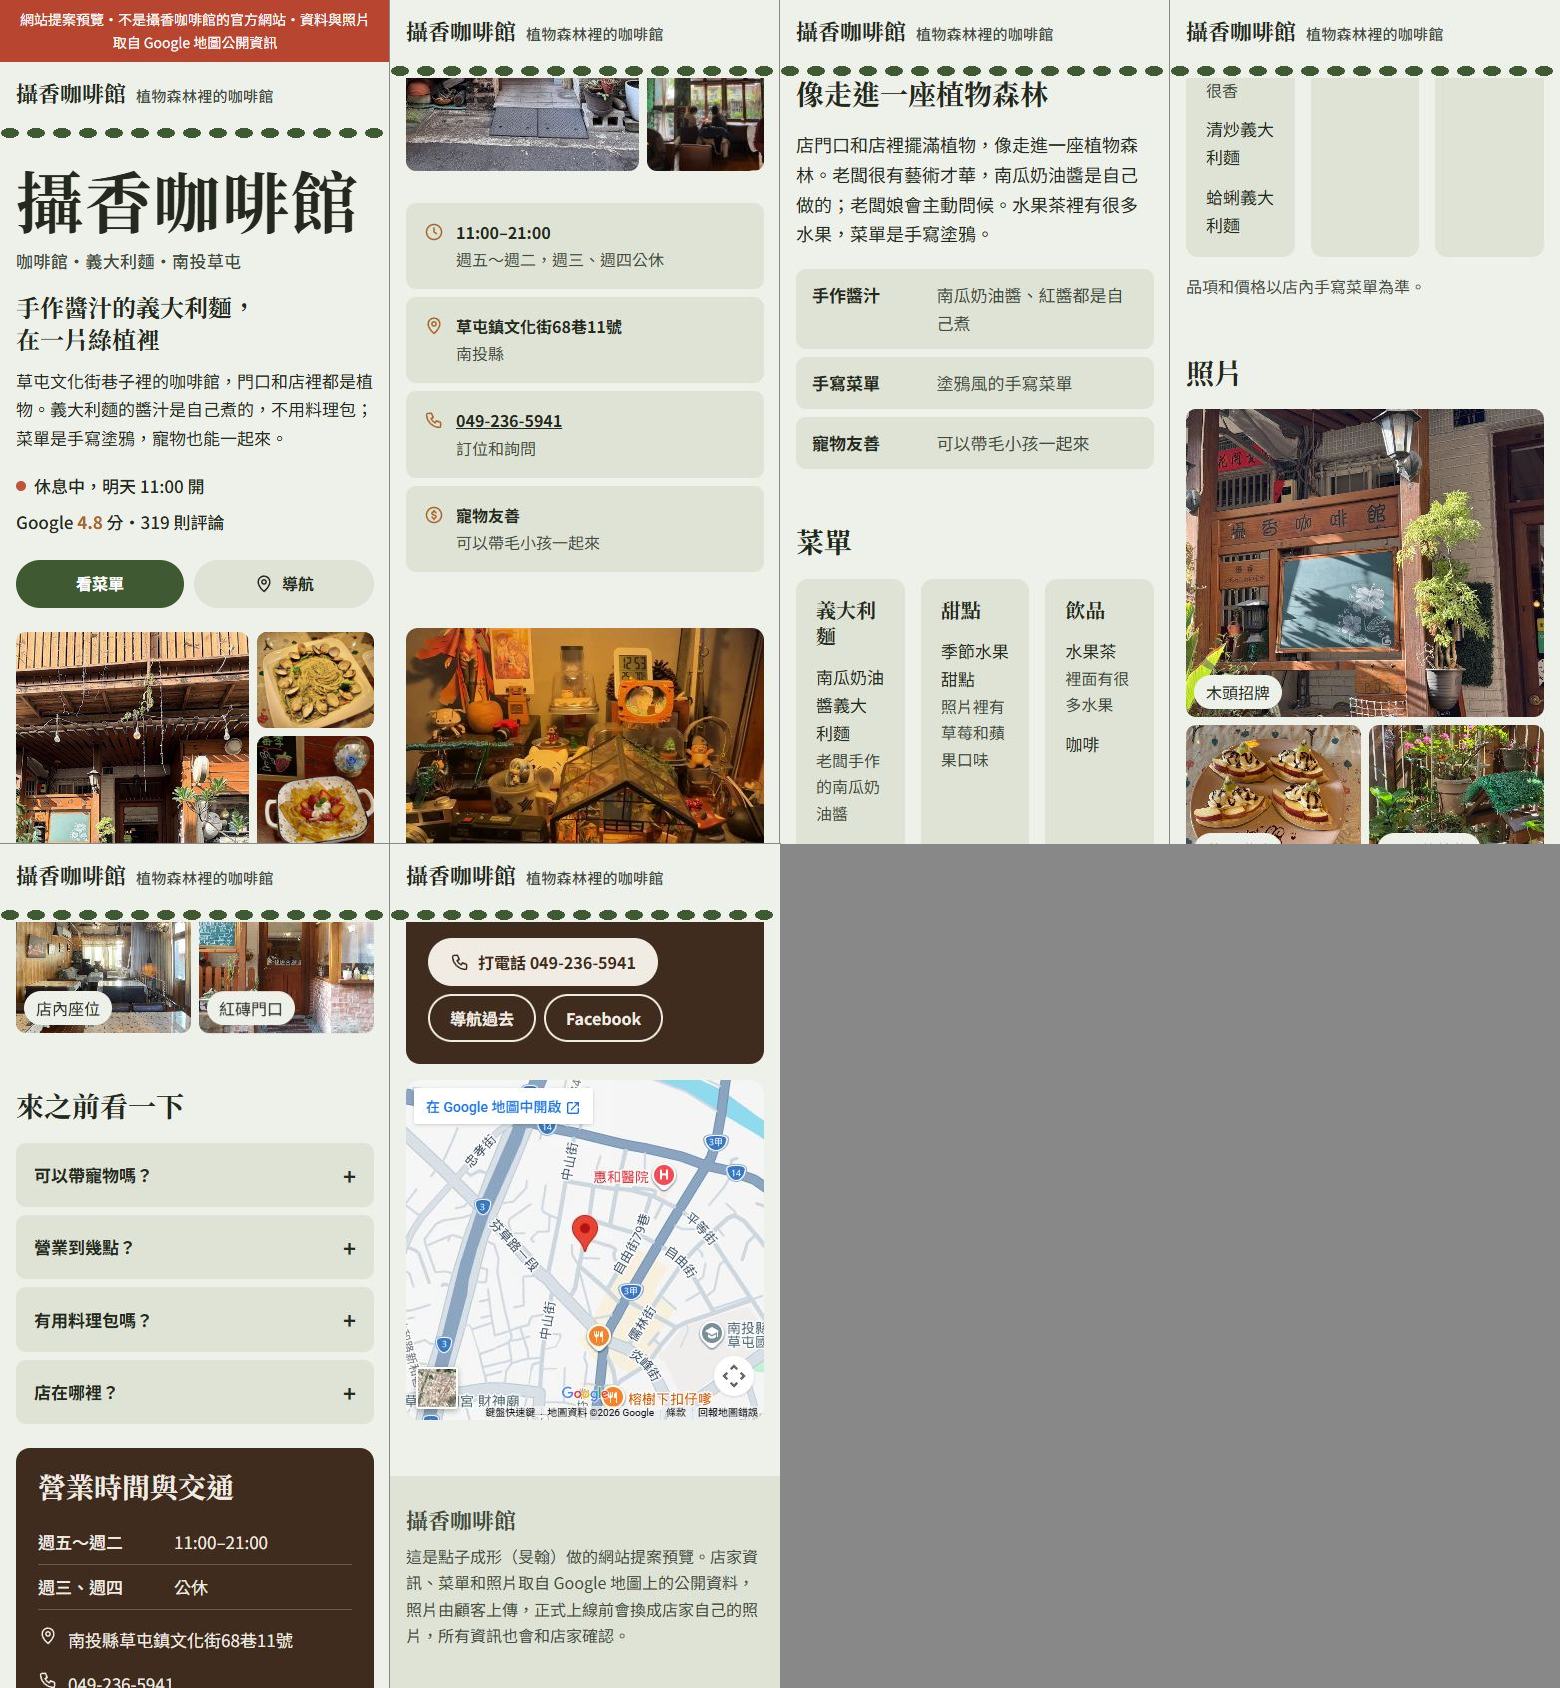 網站提案預覽・不是攝香咖啡館的官方網站・資料與照片
取自 Google 地圖公開資訊
攝香咖啡館 植物森林裡的咖啡館
攝香咖啡館
咖啡館・義大利麵・南投草屯
手作醬汁的義大利麵，
在一片綠植裡
草屯文化街巷子裡的咖啡館，門口和店裡都是植
物。義大利麵的醬汁是自己煮的，不用料理包；
菜單是手寫塗鴉，寵物也能一起來。
休息中，明天 11:00 開
Google 4.8 分・319 則評論
看菜單
導航
攝香咖啡館 植物森林裡的咖啡館
11:00–21:00
週五～週二，週三、週四公休
草屯鎮文化街68巷11號
南投縣
049-236-5941
訂位和詢問
寵物友善
可以帶毛小孩一起來
12:53
攝香咖啡館 植物森林裡的咖啡館
像走進一座植物森林
店門口和店裡擺滿植物，像走進一座植物森
林。老闆很有藝術才華，南瓜奶油醬是自己
做的；老闆娘會主動問候。水果茶裡有很多
水果，菜單是手寫塗鴉。
手作醬汁
南瓜奶油醬、紅醬都是自
己煮
手寫菜單
塗鴉風的手寫菜單
寵物友善
可以帶毛小孩一起來
菜單
義大利
麵
南瓜奶油
醬義大
利麵
老闆手作
的南瓜奶
油醬
甜點
季節水果
甜點
照片裡有
草莓和蘋
果口味
飲品
水果茶
裡面有很
多水果
咖啡
攝香咖啡館 植物森林裡的咖啡館
很香
清炒義大
利麵
蛤蜊義大
利麵
品項和價格以店內手寫菜單為準。
照片
攝香咖啡館
木頭招牌
攝香咖啡館 植物森林裡的咖啡館
店內座位
紅磚門口
來之前看一下
可以帶寵物嗎？
+
營業到幾點？
+
有用料理包嗎？
+
店在哪裡？
+
營業時間與交通
週五～週二 11:00–21:00
週三、週四 公休
南投縣草屯鎮文化街68巷11號
049-236-5941
攝香咖啡館 植物森林裡的咖啡館
打電話 049-236-5941
導航過去
Facebook
在 Google 地圖中開啟
14
忠孝街
中山街
3甲
惠和醫院
H
14
3
芬草路一段
自由街79巷
平等街
自由街
3甲
中山街
儒林街
南投縣
草屯國
炎峰街
3
宮 財神廟
Google
榕樹下扣仔嗲
鍵盤快速鍵 地圖資料 ©2026 Google 條款 回報地圖錯誤
攝香咖啡館
這是點子成形（旻翰）做的網站提案預覽。店家資
訊、菜單和照片取自 Google 地圖上的公開資料，
照片由顧客上傳，正式上線前會換成店家自己的照
片，所有資訊也會和店家確認。